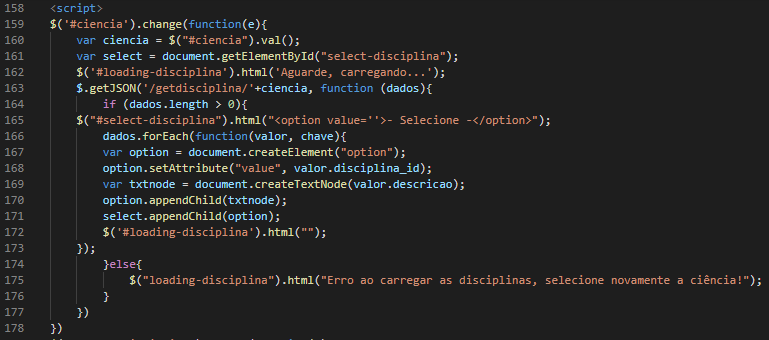 158 <script>
159 $('#ciencia').change(function(e){
160 var ciencia = $("#ciencia").val();
161 var select = document.getElementById("select-disciplina");
162 $('#loading-disciplina').html('Aguarde, carregando...');
163 $.getJSON('/getdisciplina/'+ciencia, function (dados){
164 if (dados.length > 0){
165 $("#select-disciplina").html("<option value=''>- Selecione -</option>");
166 dados.forEach(function(valor, chave){
167 var option = document.createElement("option");
168 option.setAttribute("value", valor.disciplina_id);
169 var txtnode = document.createTextNode(valor.descricao);
170 option.appendChild(txtnode);
171 select.appendChild(option);
172 $('#loading-disciplina').html("");
173 });
174 }else{
175 $("loading-disciplina").html("Erro ao carregar as disciplinas, selecione novamente a ciência!");
176 }
177 })
178 })